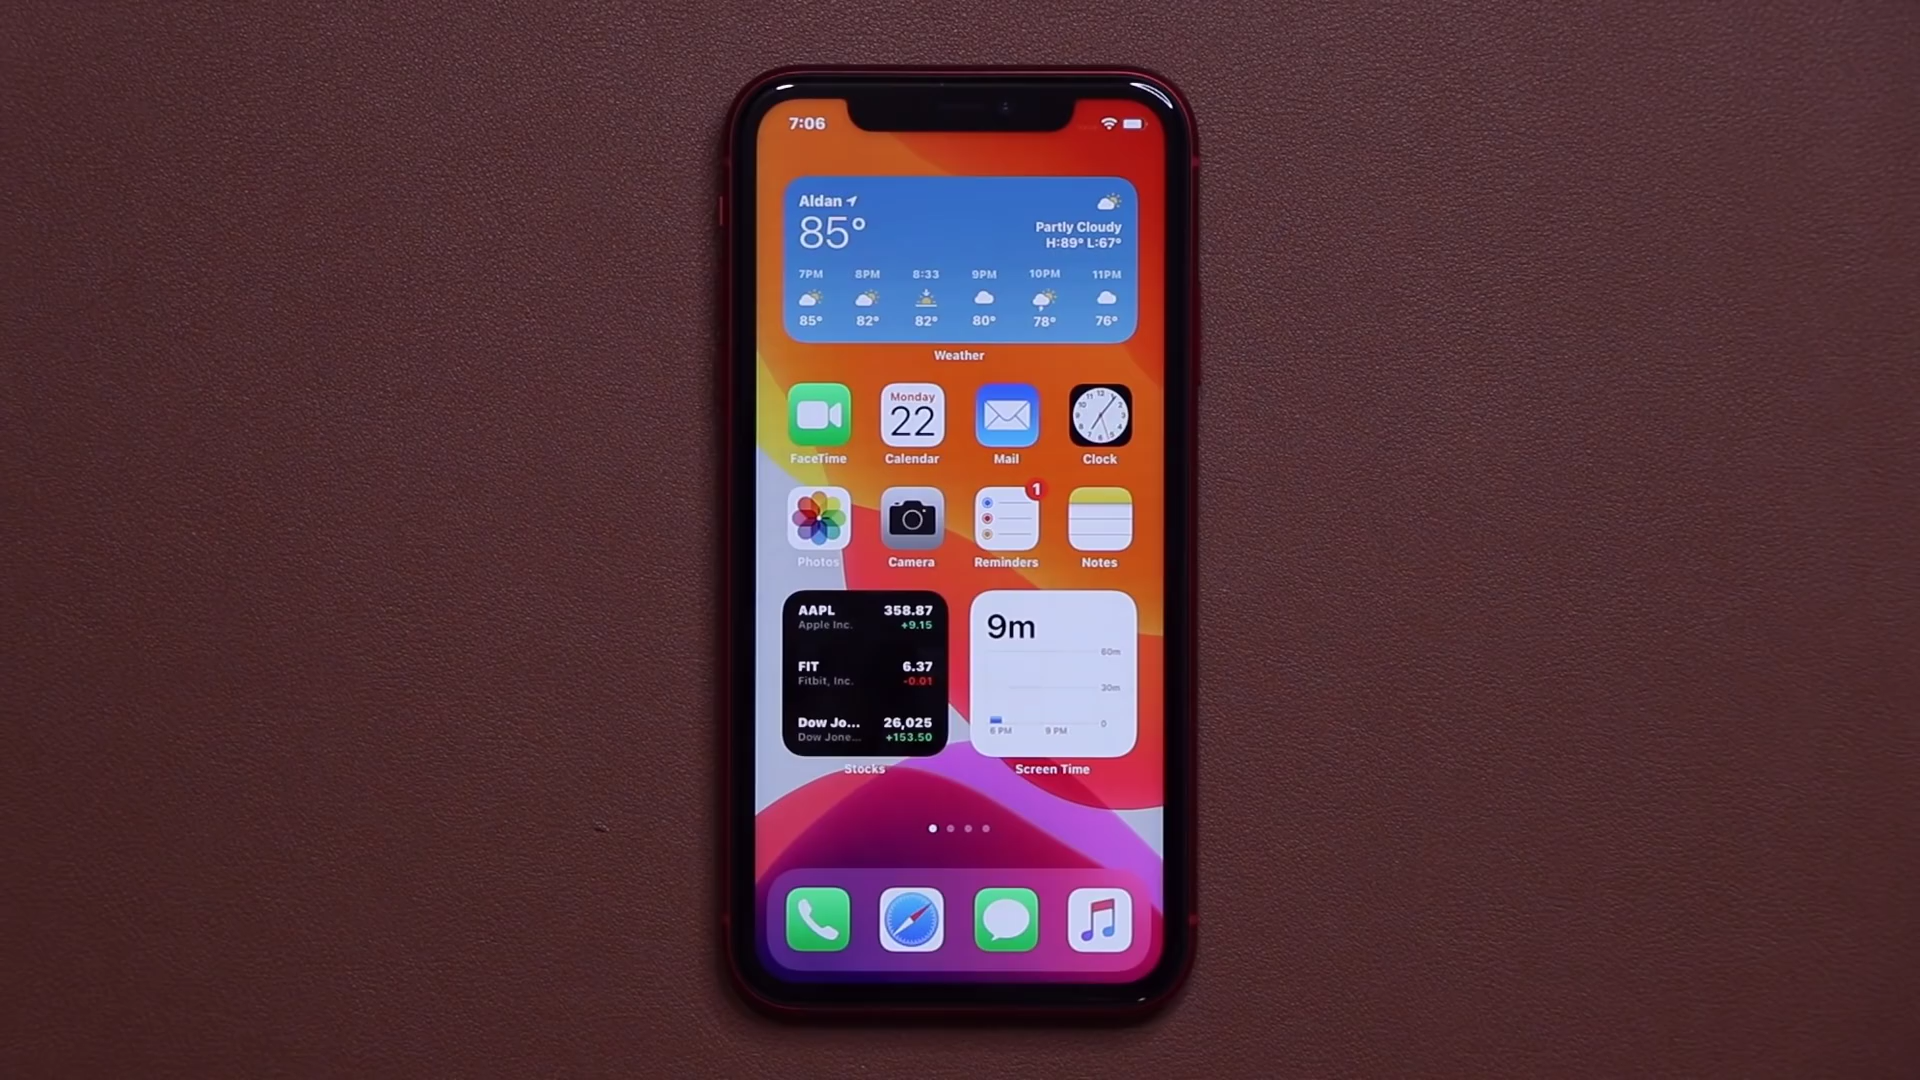 7:06
Aldan
85°
Partly Cloudy
H:89° L:67°
7PM 8PM 8:33 9PM 10PM 11PM
85° 82° 82° 80° 78° 76°
Weather
Monday
22
FaceTime Calendar Mail Clock
1
Photos Camera Reminders Notes
AAPL 358.87
Apple Inc. +9.15
FIT 6.37
Fitbit, Inc. -0.01
Dow Jo... 26,025
Dow Jone... +153.50
Stocks
9m
60m
30m
0
6 PM 9 PM
Screen Time